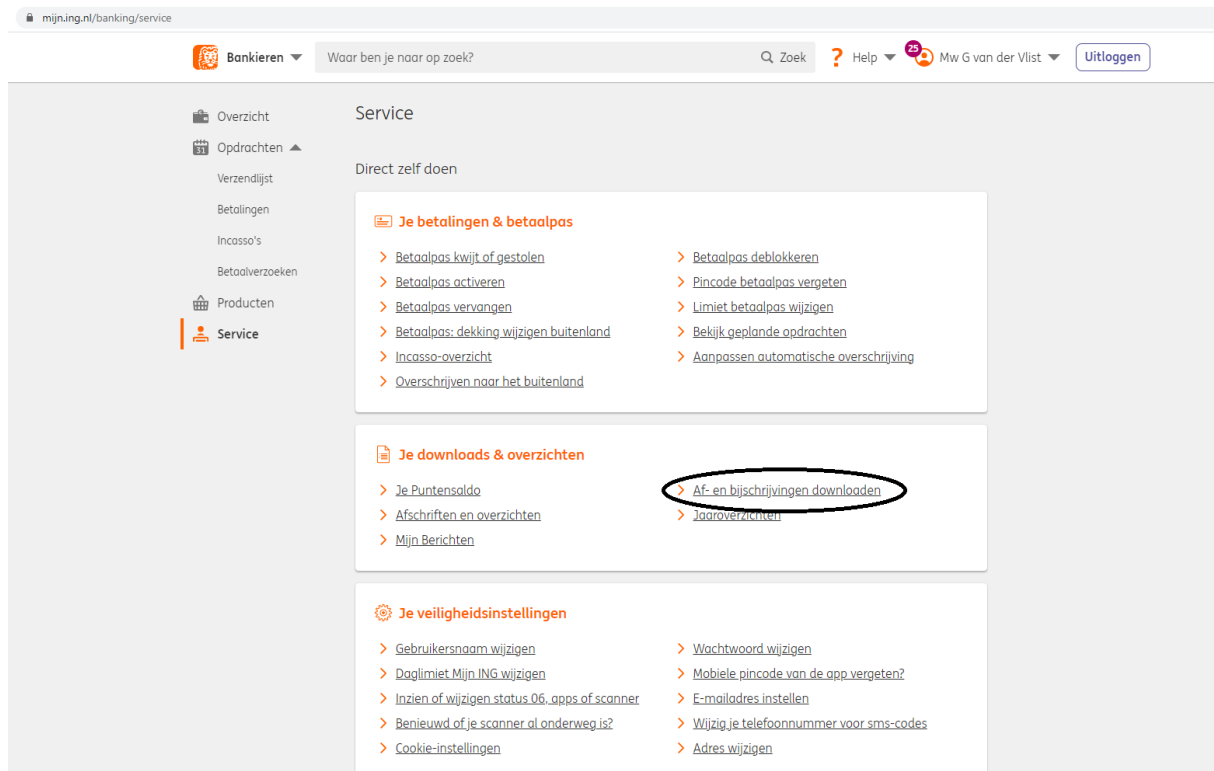 mijn.ing.nl/banking/service
Bankieren
Waar ben je naar op zoek?
Zoek
? Help
25
Mw G van der Vlist
Uitloggen
Overzicht
31 Opdrachten
Verzendlijst
Betalingen
Incasso's
Betaalverzoeken
Producten
Service
Service
Direct zelf doen
Je betalingen & betaalpas
Betaalpas kwijt of gestolen
Betaalpas activeren
Betaalpas vervangen
Betaalpas: dekking wijzigen buitenland
Incasso-overzicht
Overschrijven naar het buitenland
Betaalpas deblokkeren
Pincode betaalpas vergeten
Limiet betaalpas wijzigen
Bekijk geplande opdrachten
Aanpassen automatische overschrijving
Je downloads & overzichten
Je Puntensaldo
Afschriften en overzichten
Mijn Berichten
Af- en bijschrijvingen downloaden
Jaaroverzichten
Je veiligheidsinstellingen
Gebruikersnaam wijzigen
Daglimiet Mijn ING wijzigen
Inzien of wijzigen status 06, apps of scanner
Benieuwd of je scanner al onderweg is?
Cookie-instellingen
Wachtwoord wijzigen
Mobiele pincode van de app vergeten?
E-mailadres instellen
Wijzig je telefoonnummer voor sms-codes
Adres wijzigen